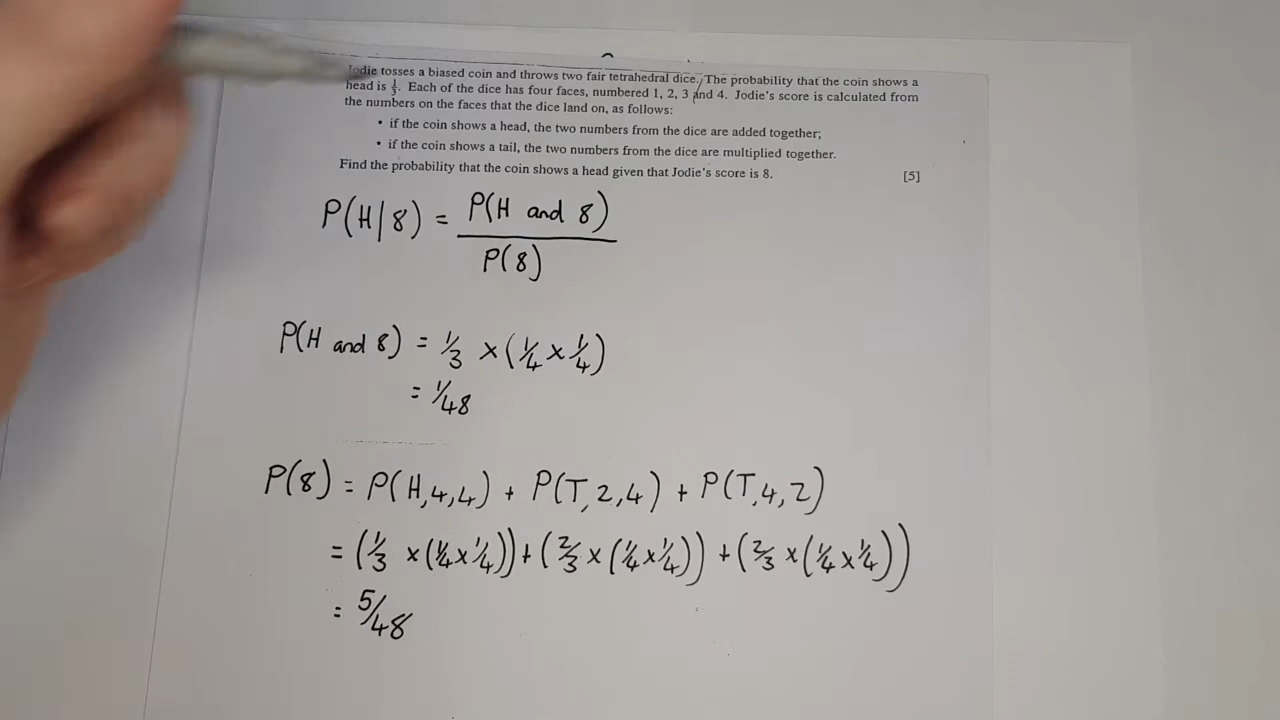 Jodie tosses a biased coin and throws two fair tetrahedral dice. The probability that the coin shows a
head is 1/3. Each of the dice has four faces, numbered 1, 2, 3 and 4. Jodie's score is calculated from
the numbers on the faces that the dice land on, as follows:
• if the coin shows a head, the two numbers from the dice are added together;
• if the coin shows a tail, the two numbers from the dice are multiplied together.
Find the probability that the coin shows a head given that Jodie's score is 8. [5]
P(H|8) = P(H and 8)
P(8)
P(H and 8) = 1/3 × (1/4 × 1/4)
= 1/48
P(8) = P(H,4,4) + P(T,2,4) + P(T,4,2)
= (1/3 × (1/4 × 1/4)) + (2/3 × (1/4 × 1/4)) + (2/3 × (1/4 × 1/4))
= 5/48